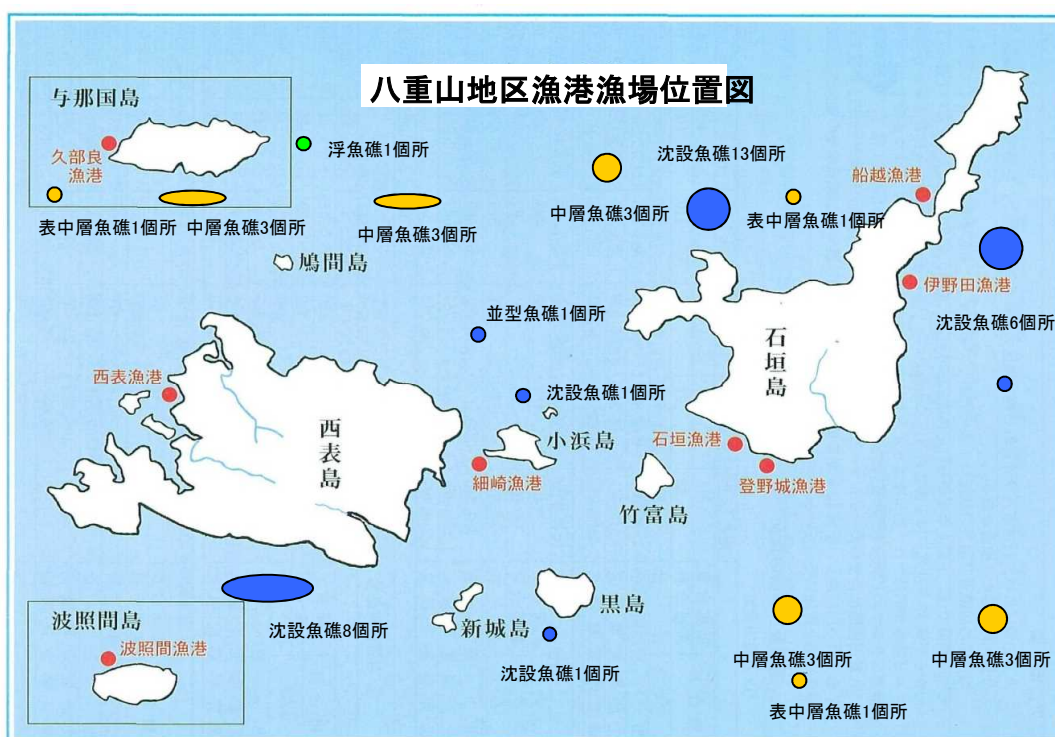 八重山地区漁港漁場位置図
与那国島
久部良
漁港
浮魚礁1個所
表中層魚礁1個所
中層魚礁3個所
中層魚礁3個所
鳩間島
沈設魚礁13個所
中層魚礁3個所
表中層魚礁1個所
船越漁港
伊野田漁港
沈設魚礁6個所
並型魚礁1個所
石垣島
西表漁港
沈設魚礁1個所
西表島
小浜島
細崎漁港
石垣漁港
登野城漁港
竹富島
沈設魚礁8個所
黒島
新城島
沈設魚礁1個所
波照間島
波照間漁港
中層魚礁3個所
中層魚礁3個所
表中層魚礁1個所